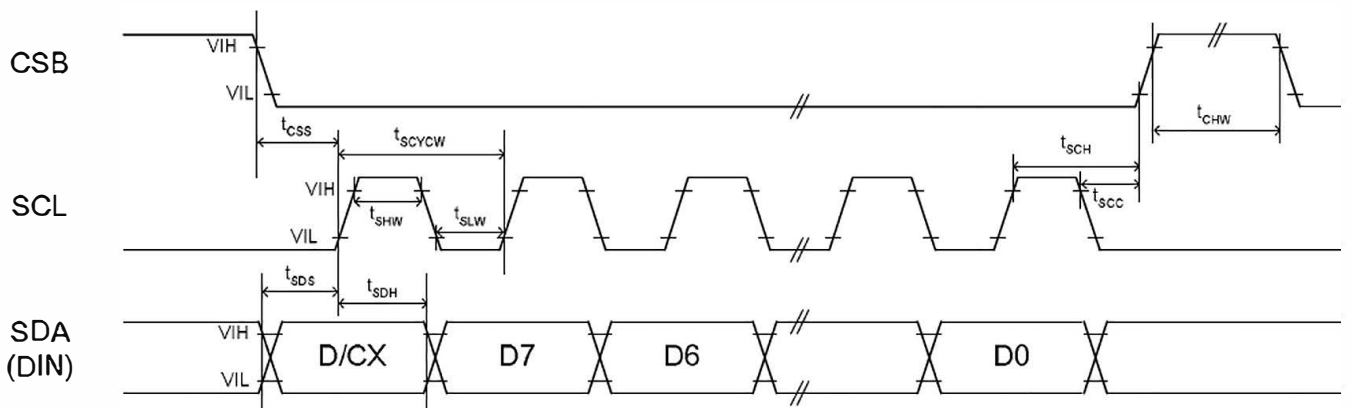 CSB
VIH
VIL
tCSS
tSCYCW
tSCH
tCHW
SCL
VIH
VIL
tSHW
tSLW
tSCC
tSDS
tSDH
SDA
(DIN)
VIH
VIL
D/CX
D7
D6
D0